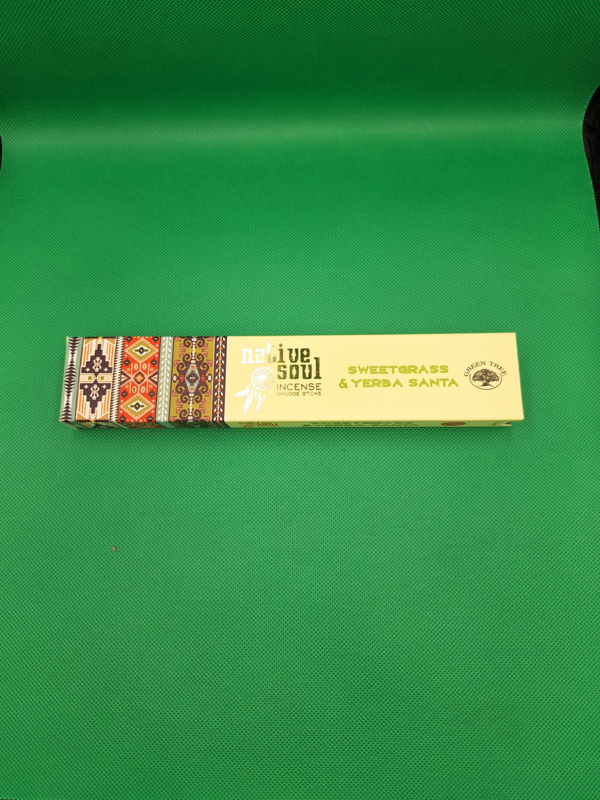 native
soul
INCENSE
SMUDGE STICKS
SWEETGRASS
& YERBA SANTA
GREEN TREE